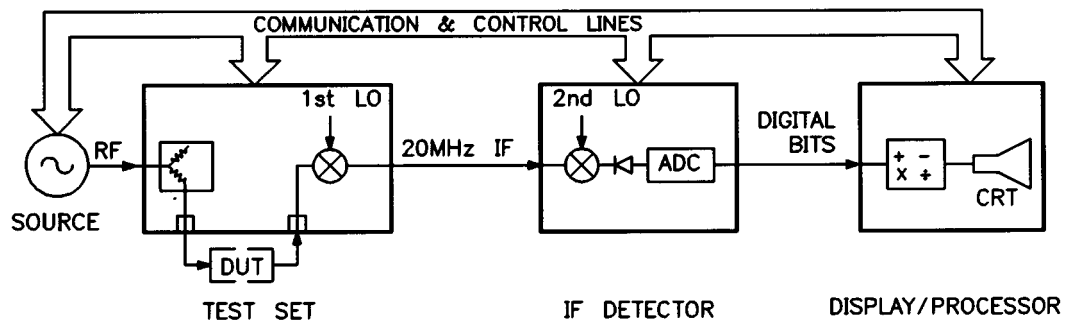 COMMUNICATION & CONTROL LINES
1st LO
2nd LO
RF
20MHz IF
DIGITAL
BITS
ADC
+ -
x ÷
CRT
SOURCE
DUT
TEST SET
IF DETECTOR
DISPLAY/PROCESSOR